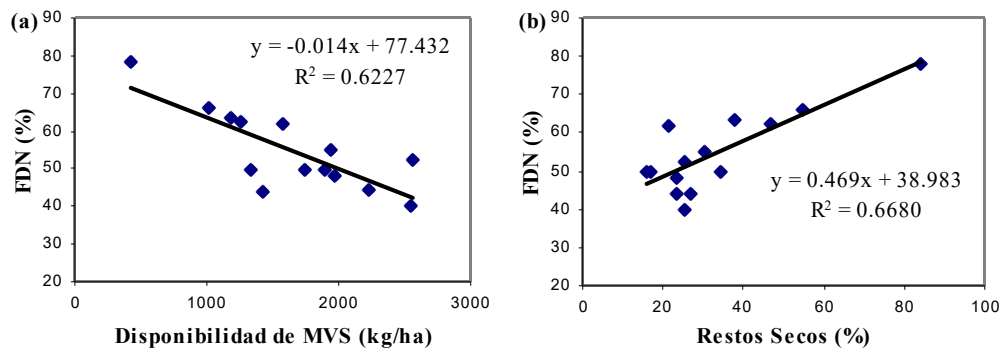 (a)
90
80
70
60
50
40
30
20
FDN (%)
y = -0.014x + 77.432
R² = 0.6227
0 1000 2000 3000
Disponibilidad de MVS (kg/ha)
(b)
90
80
70
60
50
40
30
20
FDN (%)
y = 0.469x + 38.983
R² = 0.6680
0 20 40 60 80 100
Restos Secos (%)